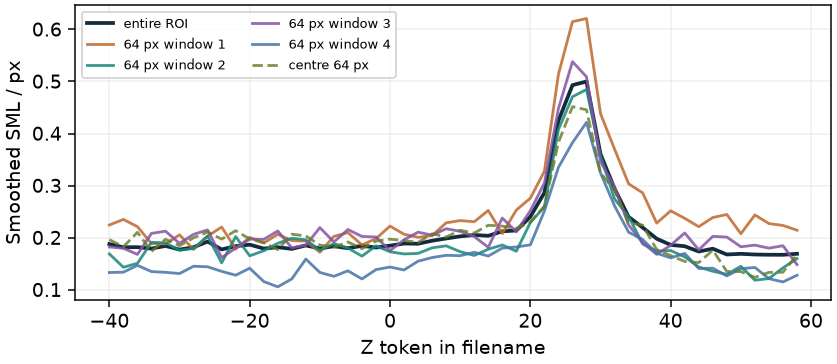 entire ROI
64 px window 1
64 px window 2
64 px window 3
64 px window 4
centre 64 px
Smoothed SML / px
0.6
0.5
0.4
0.3
0.2
0.1
−40
−20
0
20
40
60
Z token in filename